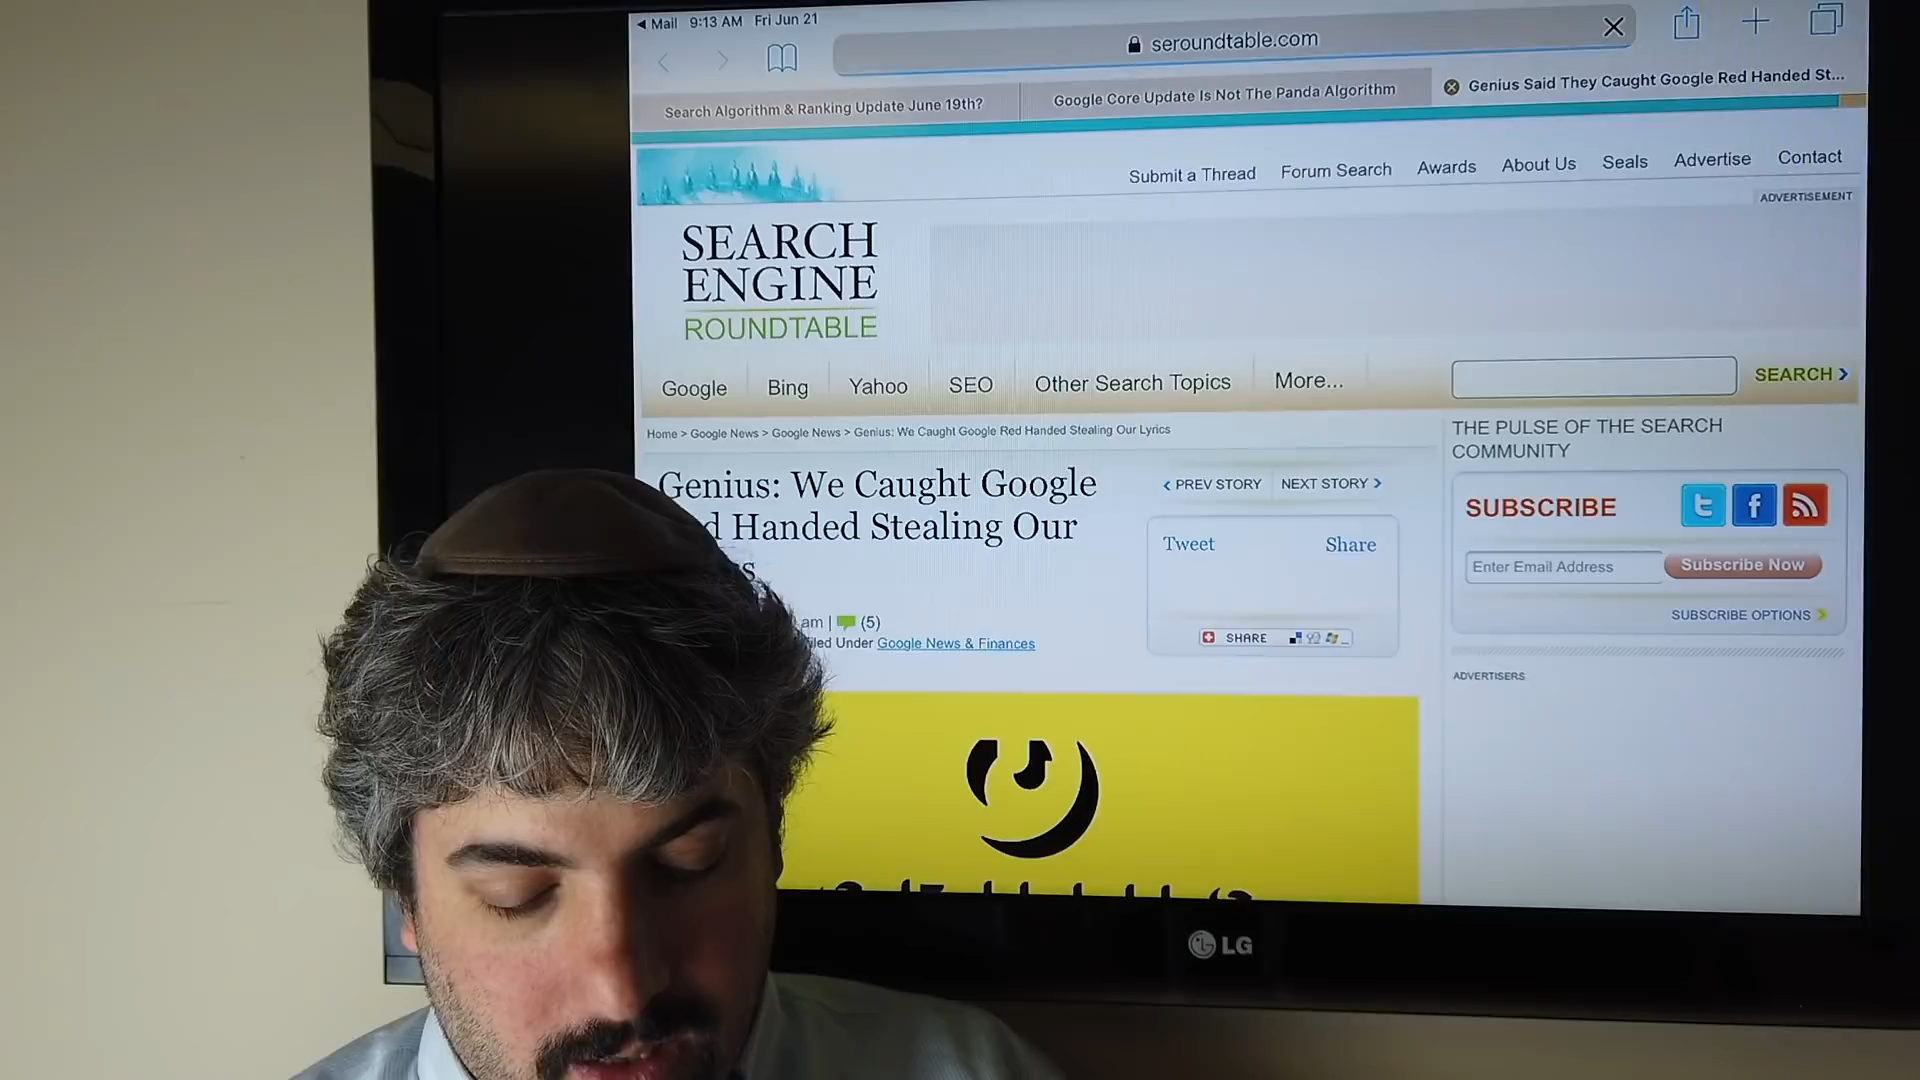 Mail 9:13 AM Fri Jun 21
seroundtable.com
Search Algorithm & Ranking Update June 19th?
Google Core Update Is Not The Panda Algorithm
Genius Said They Caught Google Red Handed St...
Submit a Thread Forum Search Awards About Us Seals Advertise Contact
ADVERTISEMENT
SEARCH
ENGINE
ROUNDTABLE
Google Bing Yahoo SEO Other Search Topics More...
SEARCH
Home > Google News > Google News > Genius: We Caught Google Red Handed Stealing Our Lyrics
Genius: We Caught Google
d Handed Stealing Our
s
am | (5)
led Under Google News & Finances
PREV STORY NEXT STORY
Tweet Share
SHARE
THE PULSE OF THE SEARCH
COMMUNITY
SUBSCRIBE
Enter Email Address Subscribe Now
SUBSCRIBE OPTIONS
ADVERTISERS
LG